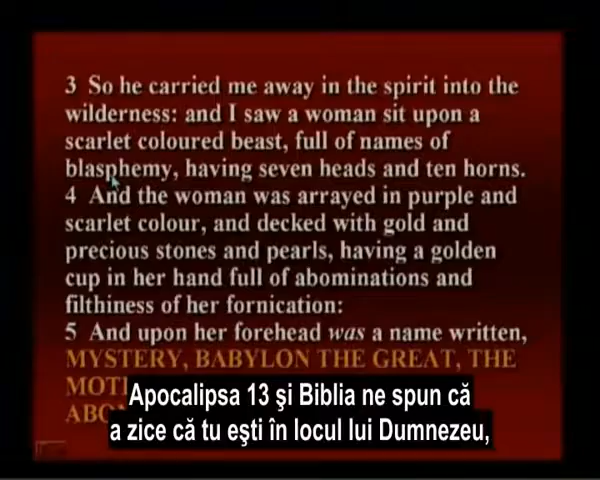 3 So he carried me away in the spirit into the
wilderness: and I saw a woman sit upon a
scarlet coloured beast, full of names of
blasphemy, having seven heads and ten horns.
4 And the woman was arrayed in purple and
scarlet colour, and decked with gold and
precious stones and pearls, having a golden
cup in her hand full of abominations and
filthiness of her fornication:
5 And upon her forehead was a name written,
MYSTERY, BABYLON THE GREAT, THE
Apocalipsa 13 şi Biblia ne spun că
a zice că tu eşti în locul lui Dumnezeu,